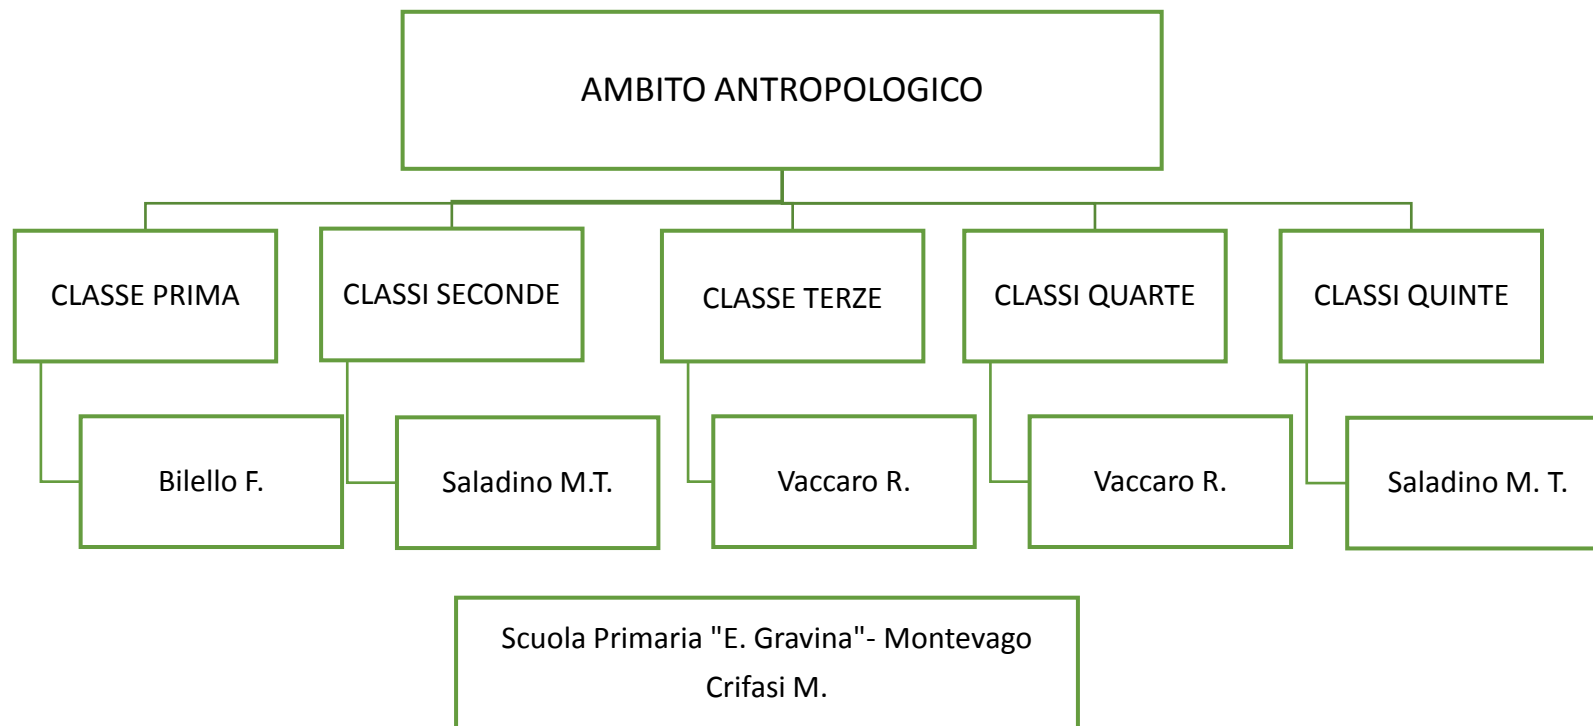 AMBITO ANTROPOLOGICO
CLASSE PRIMA
CLASSI SECONDE
CLASSE TERZE
CLASSI QUARTE
CLASSI QUINTE
Bilello F.
Saladino M.T.
Vaccaro R.
Vaccaro R.
Saladino M. T.
Scuola Primaria "E. Gravina"- Montevago
Crifasi M.